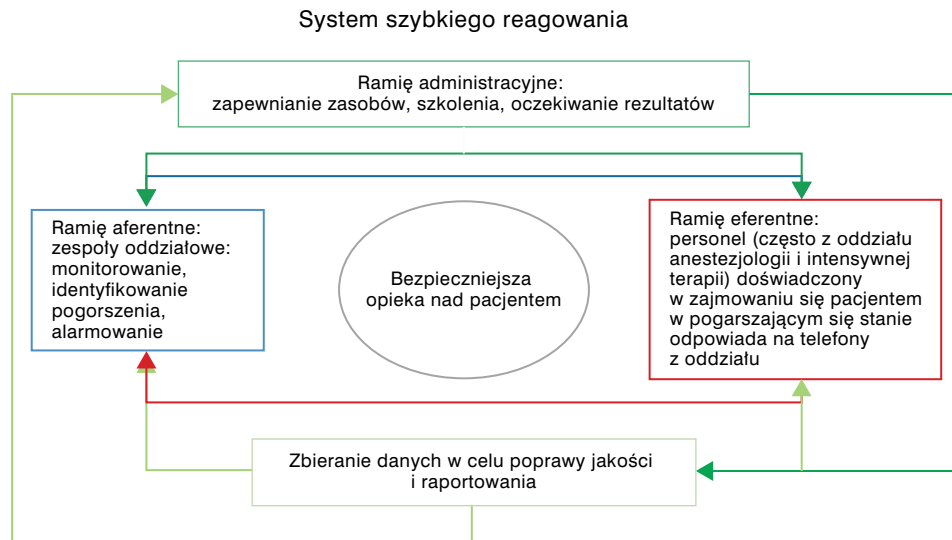 System szybkiego reagowania
Ramię administracyjne:
zapewnianie zasobów, szkolenia, oczekiwanie rezultatów
Ramię aferentne:
zespoły oddziałowe:
monitorowanie,
identyfikowanie
pogorszenia,
alarmowanie
Bezpieczniejsza
opieka nad pacjentem
Ramię eferentne:
personel (często z oddziału
anestezjologii i intensywnej
terapii) doświadczony
w zajmowaniu się pacjentem
w pogarszającym się stanie
odpowiada na telefony
z oddziału
Zbieranie danych w celu poprawy jakości
i raportowania